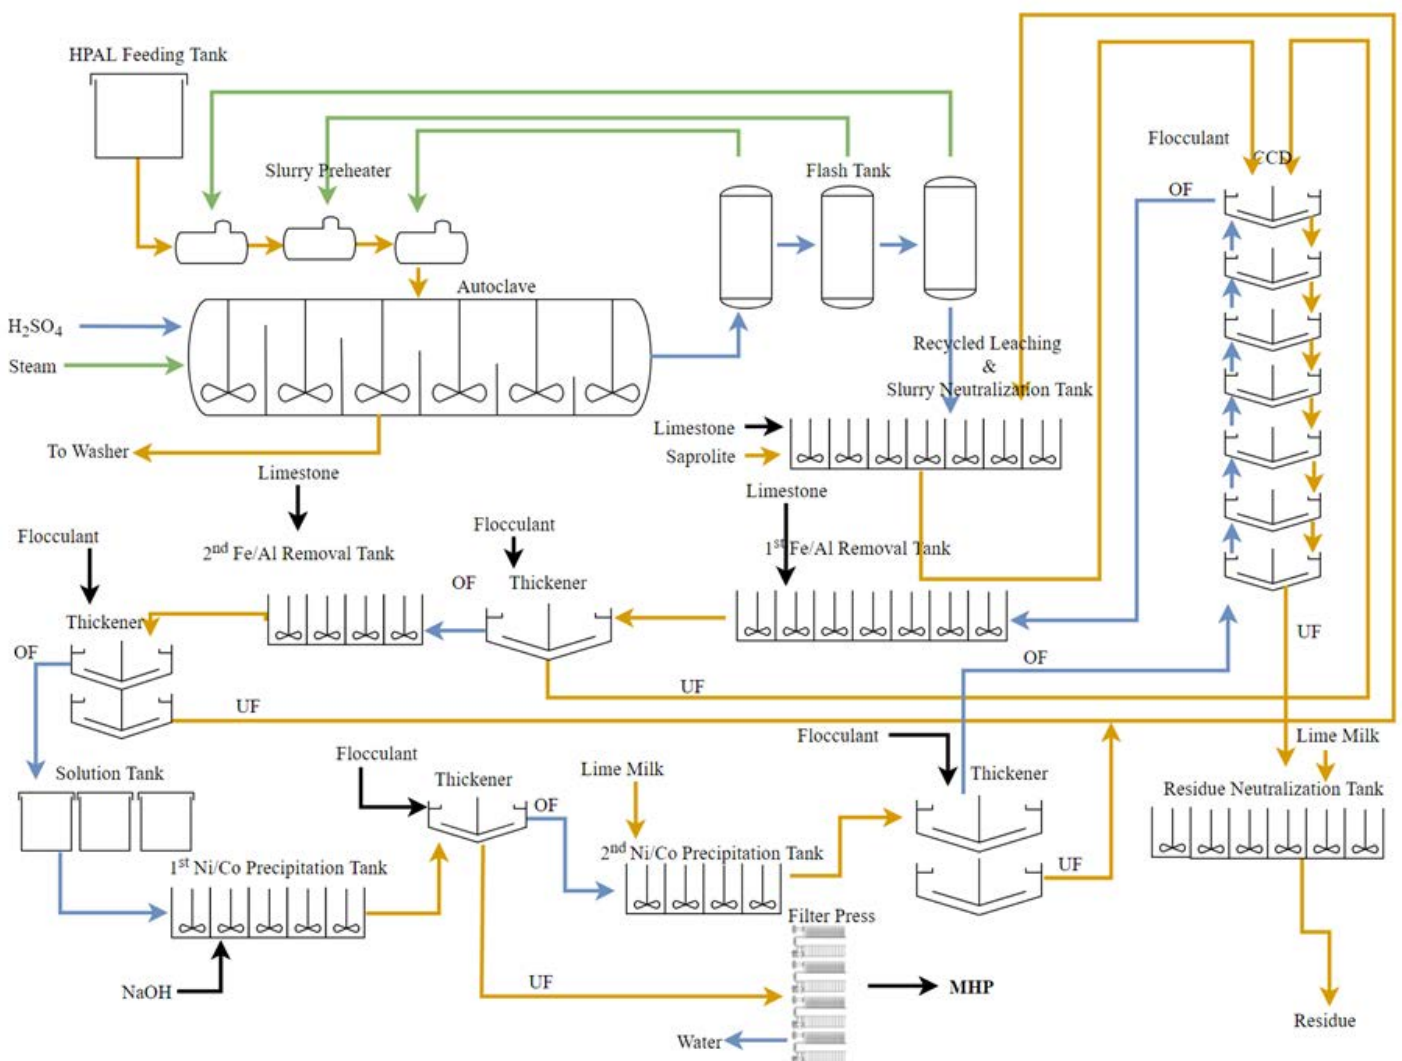 HPAL Feeding Tank
Slurry Preheater
Flash Tank
Flocculant
CCD
OF
Autoclave
H₂SO₄
Steam
Recycled Leaching
&
Slurry Neutralization Tank
To Washer
Limestone
Saprolite
Limestone
Limestone
Flocculant
Flocculant
2nd Fe/Al Removal Tank
1st Fe/Al Removal Tank
OF
Thickener
Thickener
OF
UF
OF
UF
UF
Flocculant
Lime Milk
Flocculant
Lime Milk
Solution Tank
Thickener
Thickener
Residue Neutralization Tank
OF
1st Ni/Co Precipitation Tank
2nd Ni/Co Precipitation Tank
UF
Filter Press
NaOH
UF
MHP
Residue
Water